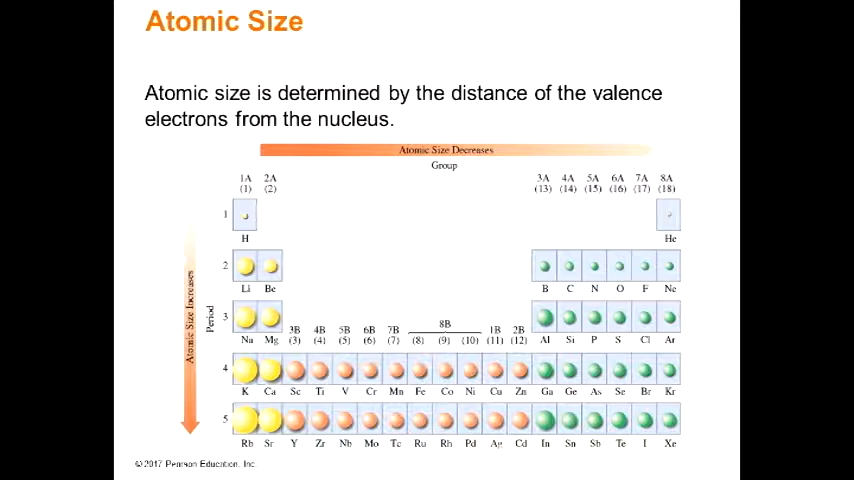 Atomic Size
Atomic size is determined by the distance of the valence
electrons from the nucleus.
Atomic Size Decreases
Group
1A 2A 3A 4A 5A 6A 7A 8A
(1) (2) (13) (14) (15) (16) (17) (18)
1
H He
2
Li Be B C N O F Ne
Atomic Size Increases
Period
3
8B
3B 4B 5B 6B 7B 1B 2B
Na Mg (3) (4) (5) (6) (7) (8) (9) (10) (11) (12) Al Si P S Cl Ar
4
K Ca Sc Ti V Cr Mn Fe Co Ni Cu Zn Ga Ge As Se Br Kr
5
Rb Sr Y Zr Nb Mo Tc Ru Rh Pd Ag Cd In Sn Sb Te I Xe
© 2017 Pearson Education, Inc.